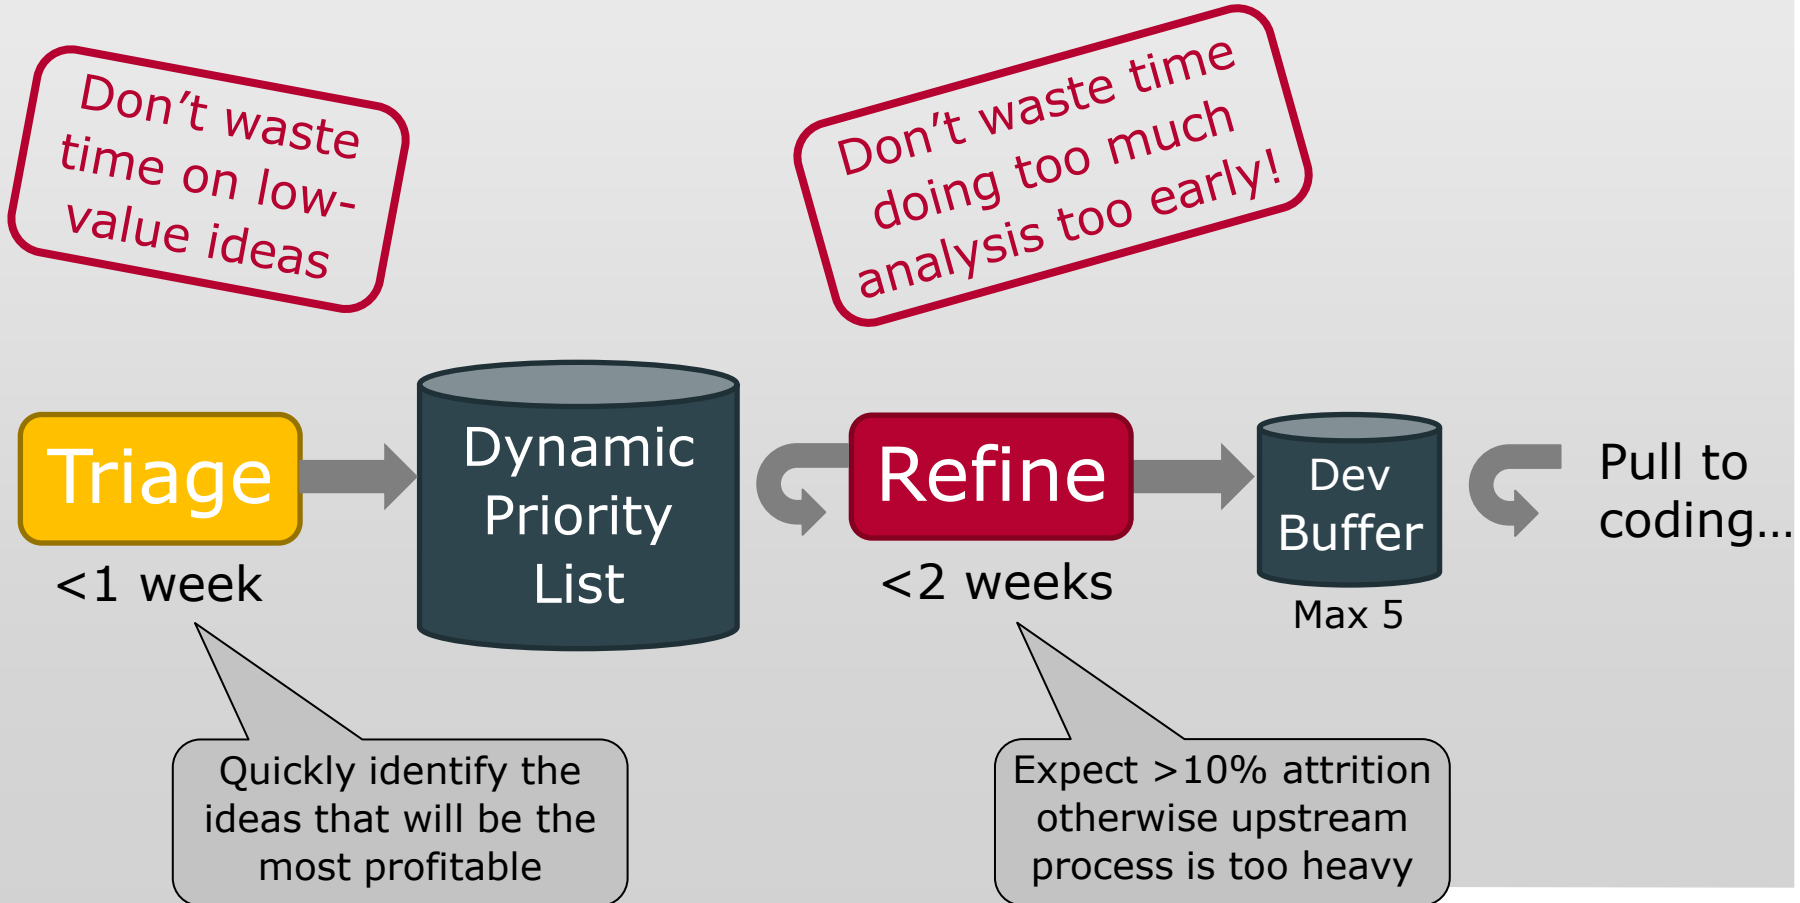 Don’t waste
time on low-
value ideas
Don’t waste time
doing too much
analysis too early!
Triage
<1 week
Dynamic
Priority
List
Refine
<2 weeks
Dev
Buffer
Max 5
Pull to
coding…
Quickly identify the
ideas that will be the
most profitable
Expect >10% attrition
otherwise upstream
process is too heavy